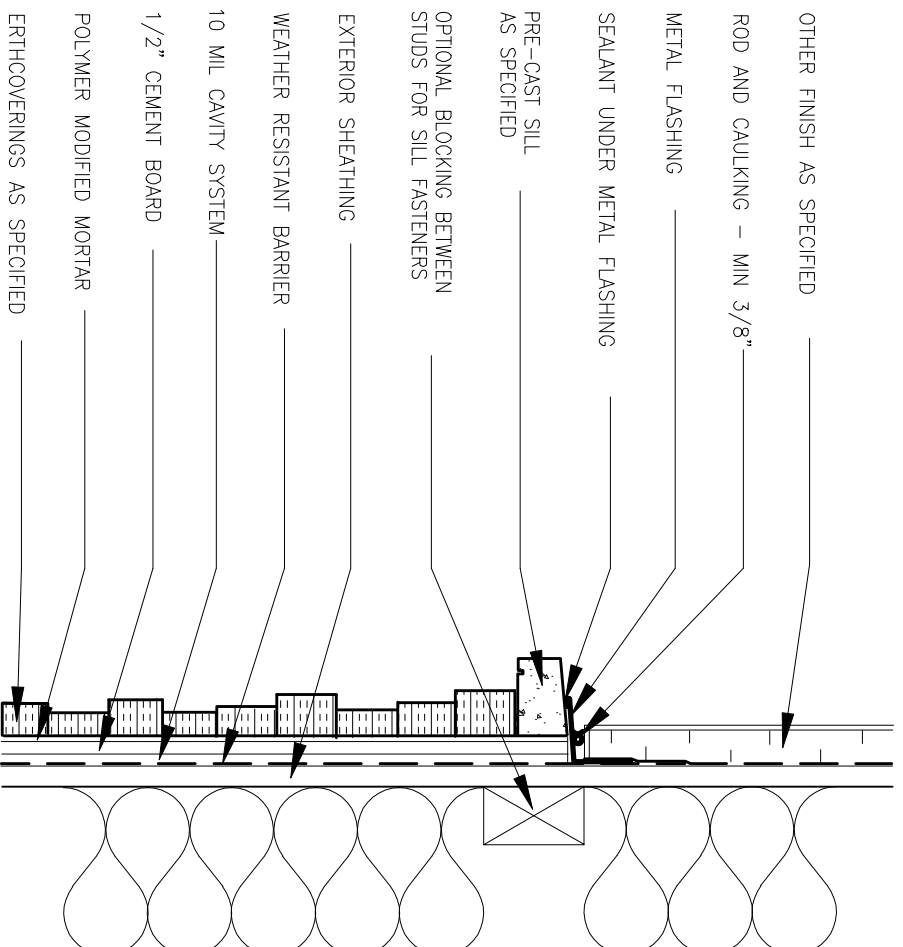 OTHER FINISH AS SPECIFIED
ROD AND CAULKING - MIN 3/8"
METAL FLASHING
SEALANT UNDER METAL FLASHING
PRE-CAST SILL
AS SPECIFIED
OPTIONAL BLOCKING BETWEEN
STUDS FOR SILL FASTENERS
EXTERIOR SHEATHING
WEATHER RESISTANT BARRIER
10 MIL CAVITY SYSTEM
1/2" CEMENT BOARD
POLYMER MODIFIED MORTAR
ERTHCOVERINGS AS SPECIFIED